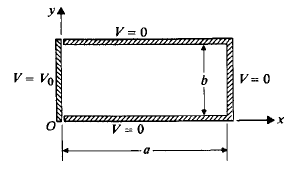 y
V = 0
V = V₀
b
V = 0
O
V = 0
x
a